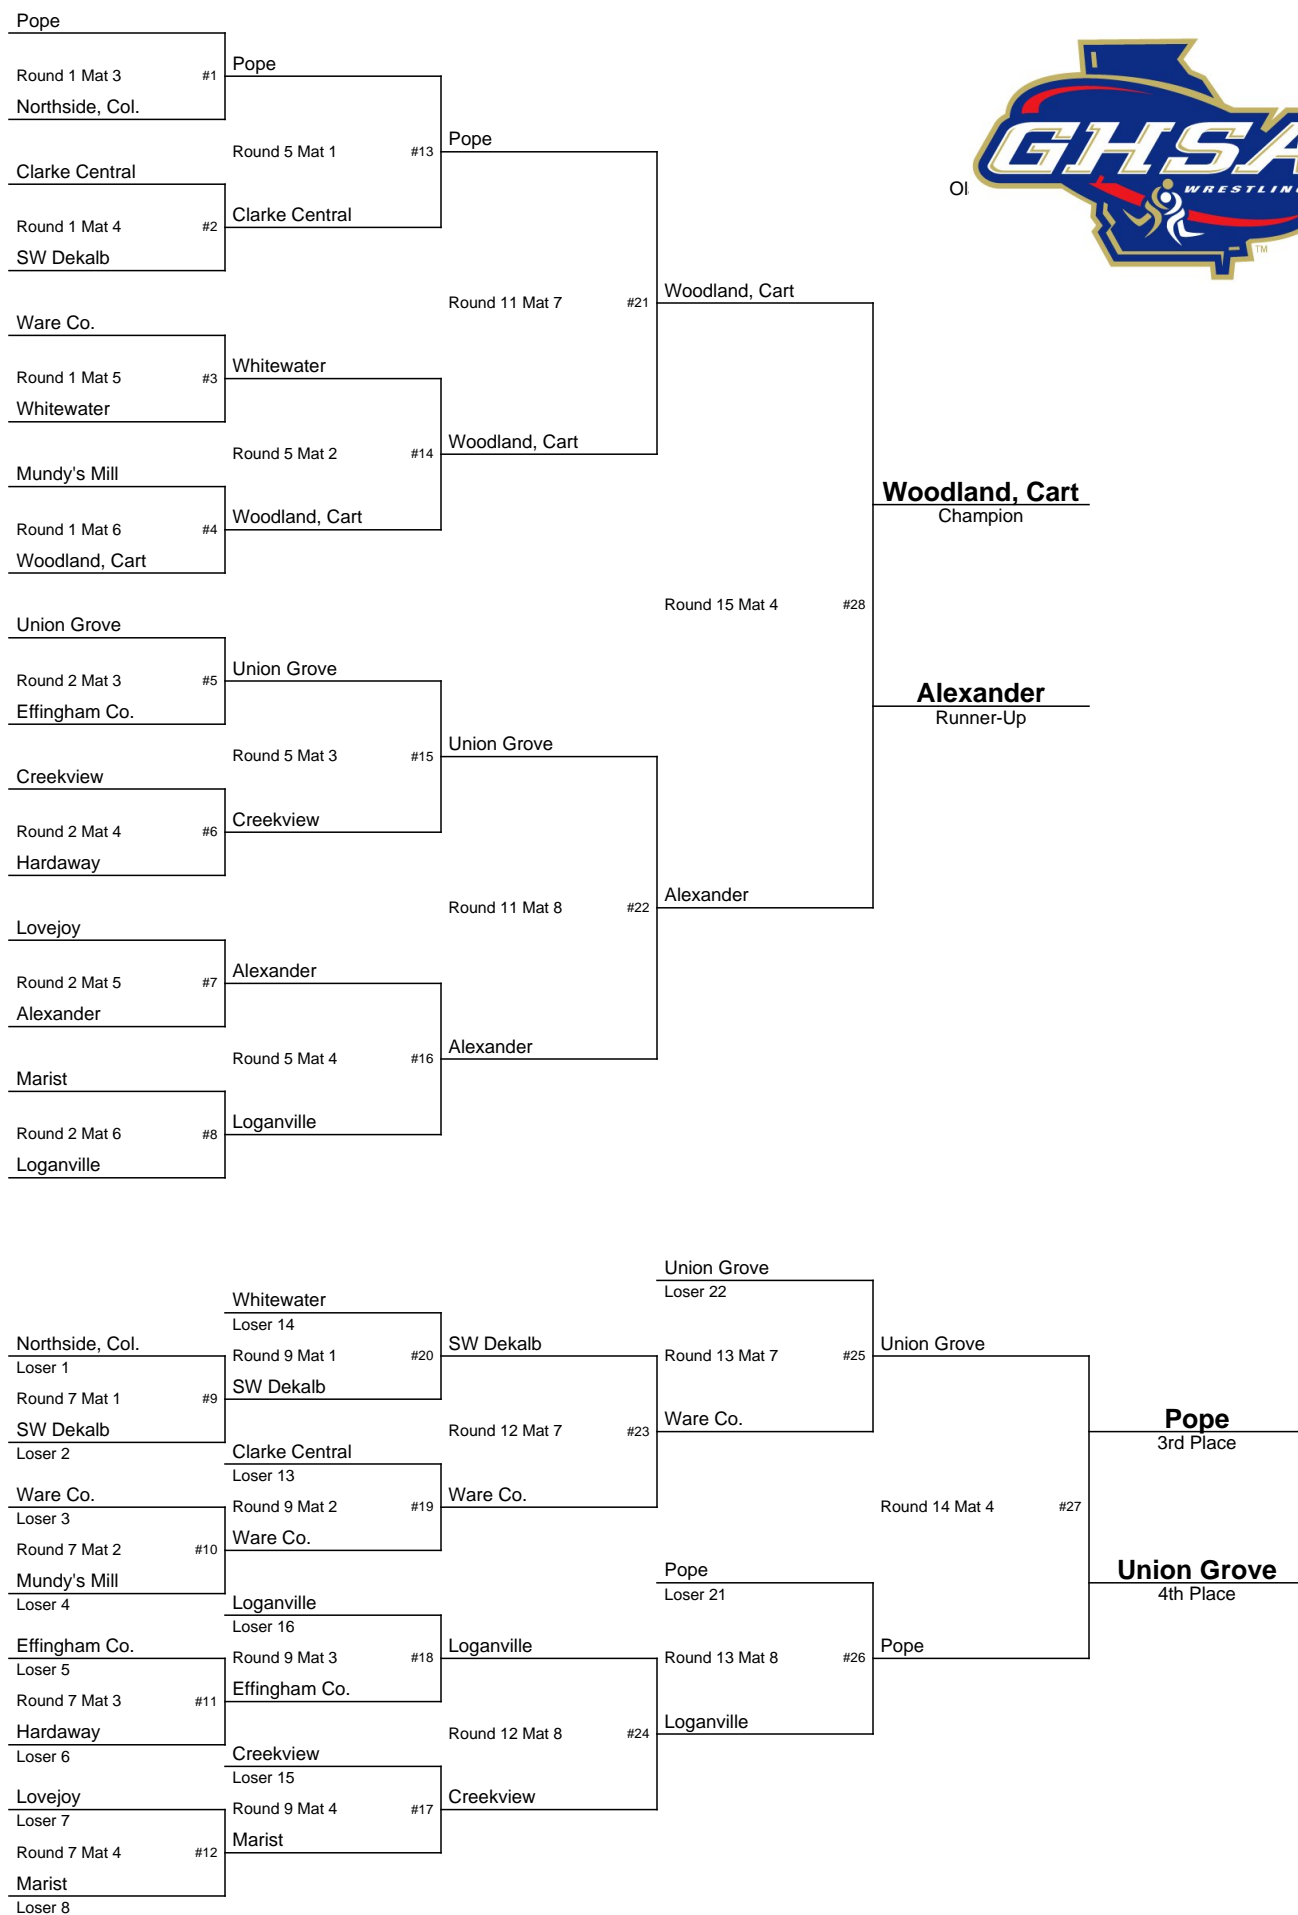 Pope
Round 1 Mat 3 #1
Northside, Col.
Pope
Clarke Central
Round 1 Mat 4 #2
SW Dekalb
Clarke Central
Round 5 Mat 1 #13
Pope
Ware Co.
Round 1 Mat 5 #3
Whitewater
Whitewater
Mundy's Mill
Round 1 Mat 6 #4
Woodland, Cart
Woodland, Cart
Round 5 Mat 2 #14
Woodland, Cart
Round 11 Mat 7 #21
Woodland, Cart
Union Grove
Round 2 Mat 3 #5
Effingham Co.
Union Grove
Creekview
Round 2 Mat 4 #6
Hardaway
Creekview
Round 5 Mat 3 #15
Union Grove
Lovejoy
Round 2 Mat 5 #7
Alexander
Alexander
Marist
Round 2 Mat 6 #8
Loganville
Loganville
Round 5 Mat 4 #16
Alexander
Round 11 Mat 8 #22
Alexander
Round 15 Mat 4 #28
Woodland, Cart
Champion
Alexander
Runner-Up
GHSA
WRESTLING
TM
Northside, Col.
Loser 1
Round 7 Mat 1 #9
SW Dekalb
Loser 2
Whitewater
Loser 14
Round 9 Mat 1 #20
SW Dekalb
SW Dekalb
Ware Co.
Loser 3
Round 7 Mat 2 #10
Mundy's Mill
Loser 4
Clarke Central
Loser 13
Round 9 Mat 2 #19
Ware Co.
Ware Co.
Round 12 Mat 7 #23
Union Grove
Loser 22
Round 13 Mat 7 #25
Ware Co.
Union Grove
Effingham Co.
Loser 5
Round 7 Mat 3 #11
Hardaway
Loser 6
Loganville
Loser 16
Round 9 Mat 3 #18
Effingham Co.
Loganville
Lovejoy
Loser 7
Round 7 Mat 4 #12
Marist
Loser 8
Creekview
Loser 15
Round 9 Mat 4 #17
Marist
Creekview
Round 12 Mat 8 #24
Pope
Loser 21
Round 13 Mat 8 #26
Loganville
Pope
Round 14 Mat 4 #27
Pope
3rd Place
Union Grove
4th Place